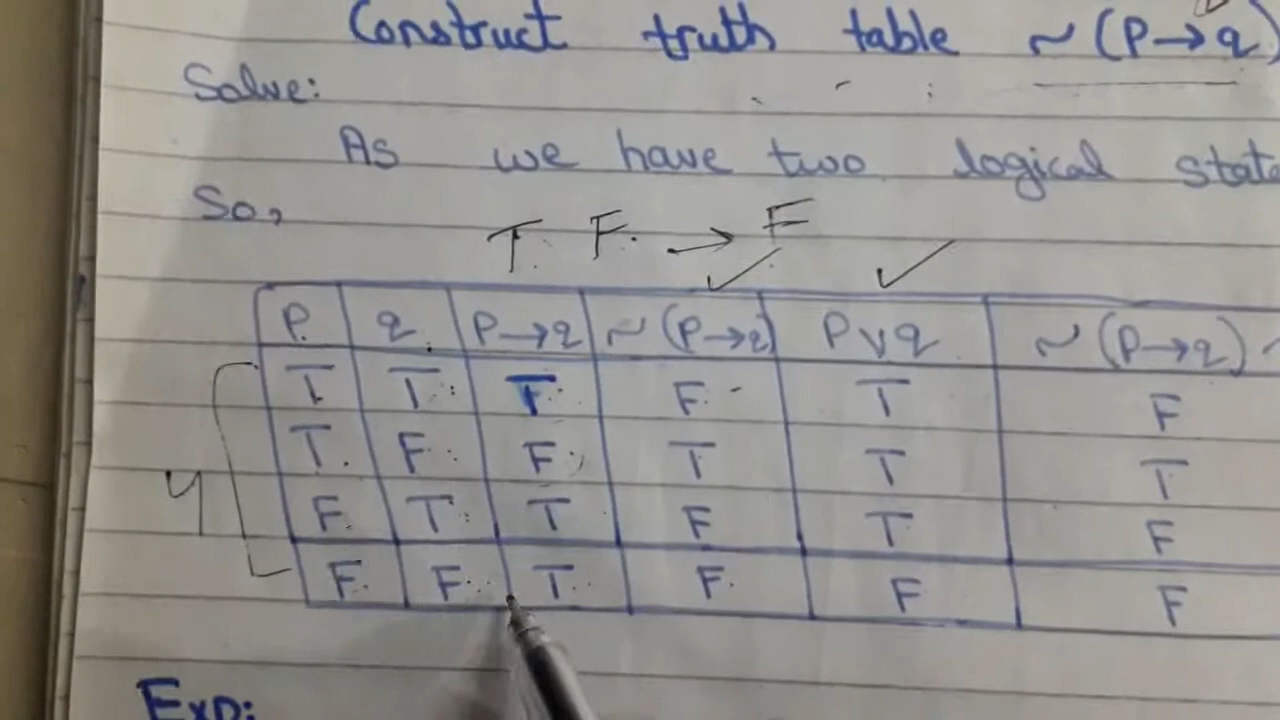 Construct truth table ~(P→q)
Solve:
As we have two logical state
So,
T. F. → F
P. q. P→q ~(P→q) P∨q ~(P→q) ^
T T F F T F
T. F F T T T
F T T F T F
F. F T F. F F
4
Exp: